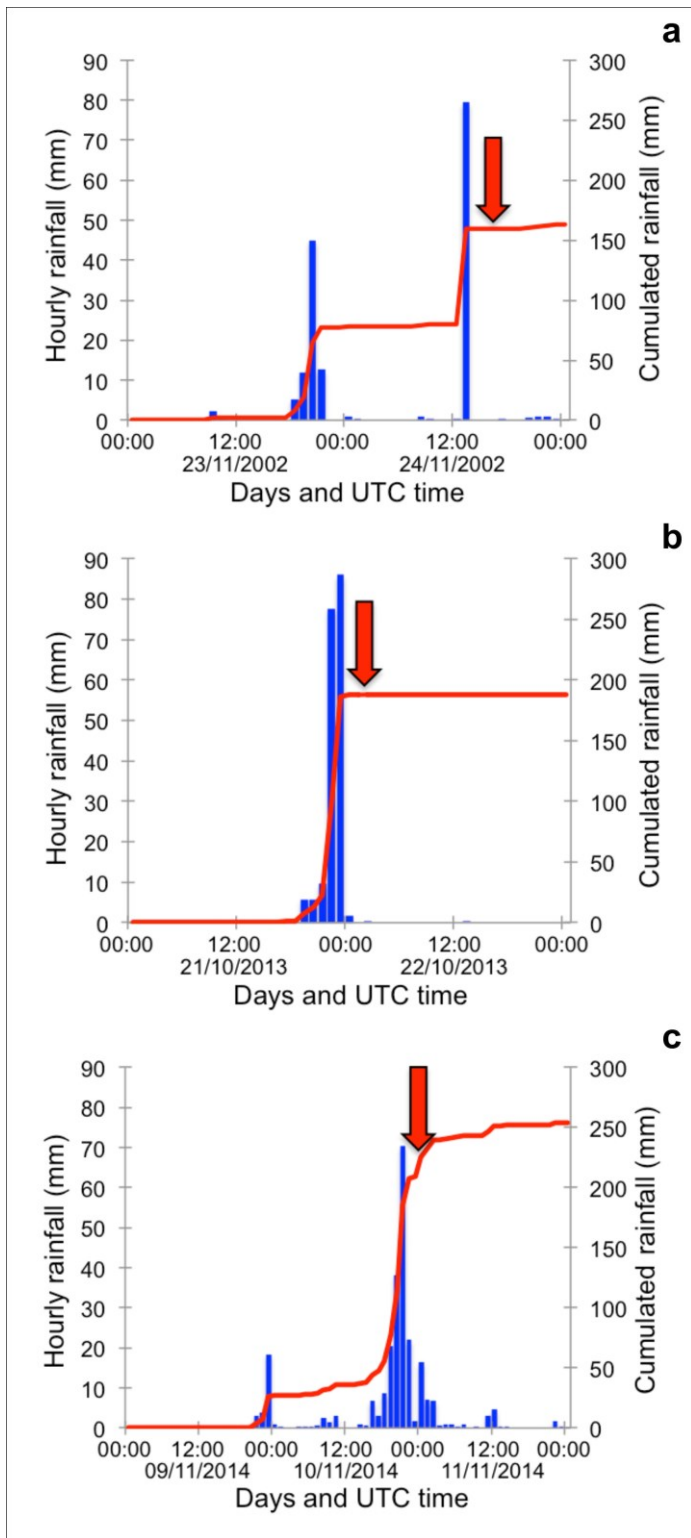 a
90 300
80 250
70
60 200
50 150
40
30 100
20 50
10
0 0
Hourly rainfall (mm)
Cumulated rainfall (mm)
00:00 12:00 00:00 12:00 00:00
23/11/2002 24/11/2002
Days and UTC time
b
90 300
80 250
70
60 200
50 150
40
30 100
20 50
10
0 0
Hourly rainfall (mm)
Cumulated rainfall (mm)
00:00 12:00 00:00 12:00 00:00
21/10/2013 22/10/2013
Days and UTC time
c
90 300
80 250
70
60 200
50 150
40
30 100
20 50
10
0 0
Hourly rainfall (mm)
Cumulated rainfall (mm)
00:00 12:00 00:00 12:00 00:00 12:00 00:00
09/11/2014 10/11/2014 11/11/2014
Days and UTC time